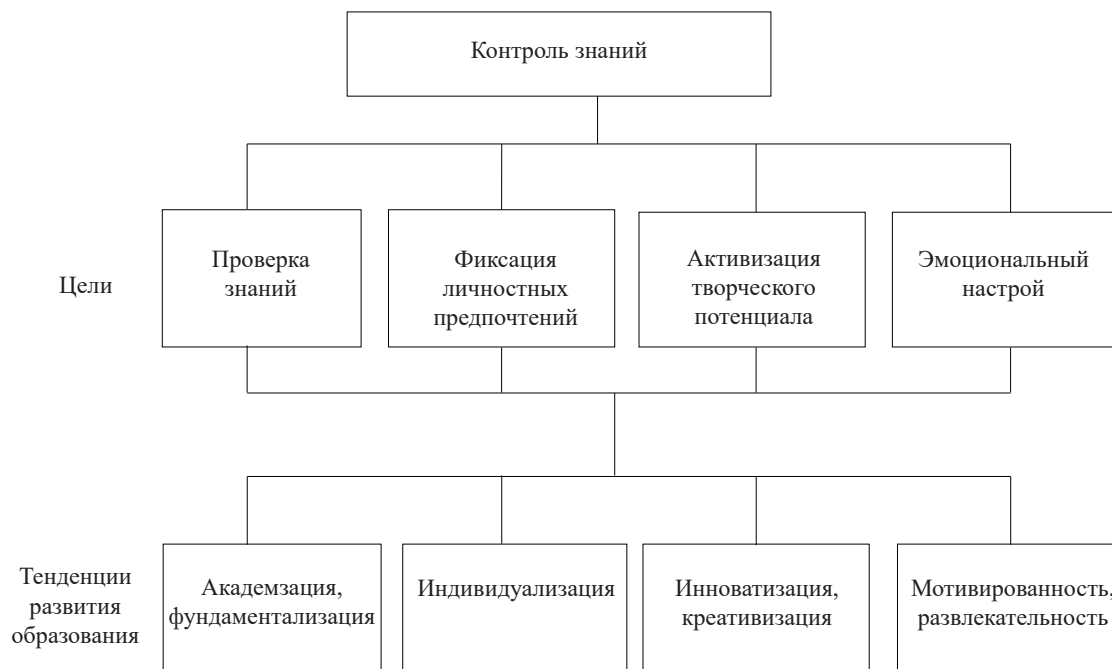 Контроль знаний
Цели
Проверка
знаний
Фиксация
личностных
предпочтений
Активизация
творческого
потенциала
Эмоциональный
настрой
Тенденции
развития
образования
Академзация,
фундаментализация
Индивидуализация
Инноватизация,
креативизация
Мотивированность,
развлекательность